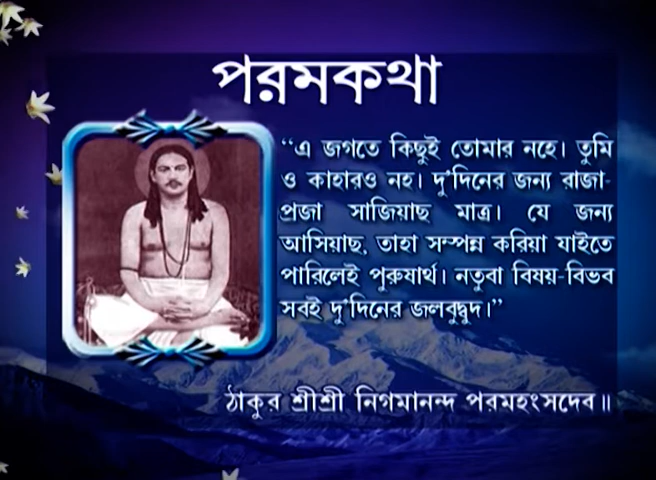 পরমকথা
“এ জগতে কিছুই তোমার নহে। তুমি
ও কাহারও নহ। দু’দিনের জন্য রাজা-
প্রজা সাজিয়াছ মাত্র। যে জন্য
আসিয়াছ, তাহা সম্পন্ন করিয়া যাইতে
পারিলেই পুরুষার্থ। নতুবা বিষয়-বিভব
সবই দু’দিনের জলবুদ্বুদ।”
ঠাকুর শ্রীশ্রী নিগমানন্দ পরমহংসদেব॥